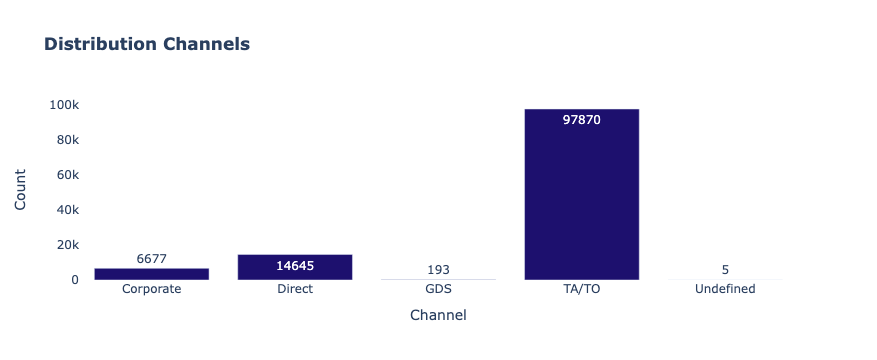 Distribution Channels
100k
80k
60k
40k
20k
0
Count
6677
14645
193
97870
5
Corporate
Direct
GDS
TA/TO
Undefined
Channel